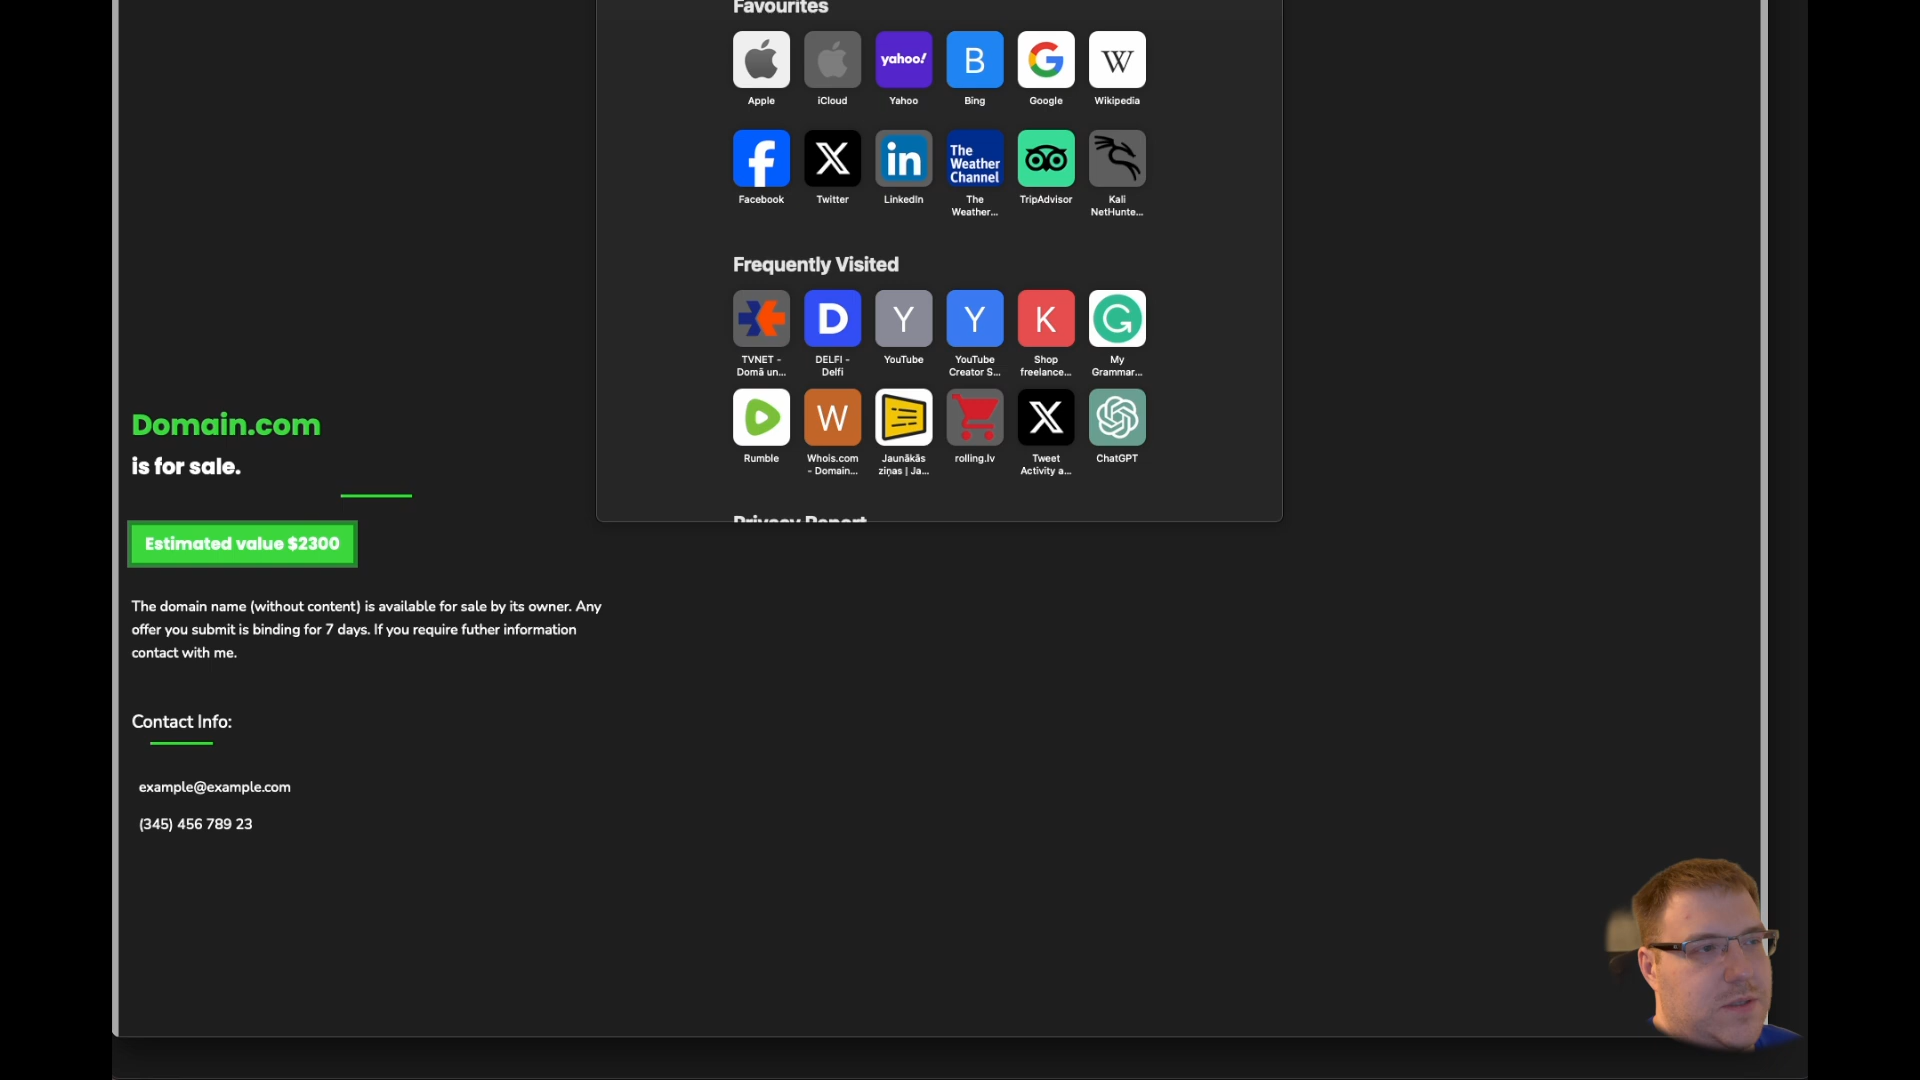 Favourites
yahoo!
B
G
W
Apple
iCloud
Yahoo
Bing
Google
Wikipedia
f
X
in
The
Weather
Channel
Facebook
Twitter
LinkedIn
The
Weather...
TripAdvisor
Kali
NetHunte...
Frequently Visited
D
Y
Y
K
G
TVNET -
Domā un...
DELFI -
Delfi
YouTube
YouTube
Creator S...
Shop
freelance...
My
Grammar...
W
X
Rumble
Whois.com
- Domain...
Jaunākās
ziņas | Ja...
rolling.lv
Tweet
Activity a...
ChatGPT
Privacy Report
Domain.com
is for sale.
Estimated value $2300
The domain name (without content) is available for sale by its owner. Any
offer you submit is binding for 7 days. If you require futher information
contact with me.
Contact Info:
example@example.com
(345) 456 789 23